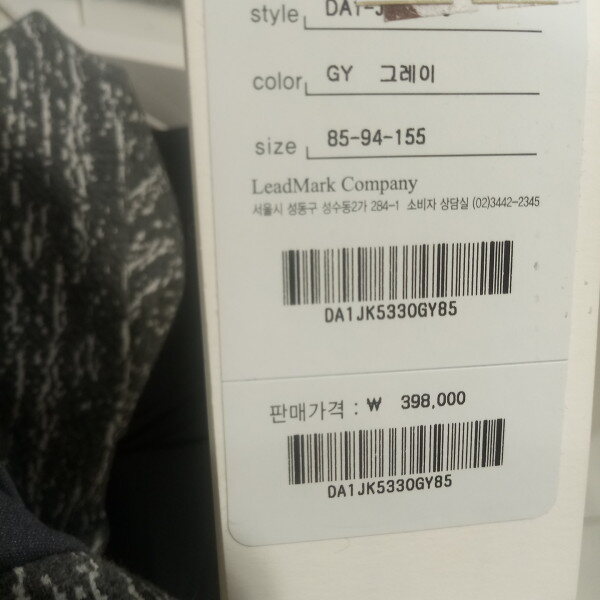 style
color GY 그레이
size 85-94-155
LeadMark Company
서울시 성동구 성수동2가 284-1 소비자 상담실 (02)3442-2345
DA1JK5330GY85
판매가격 : ₩ 398,000
DA1JK5330GY85